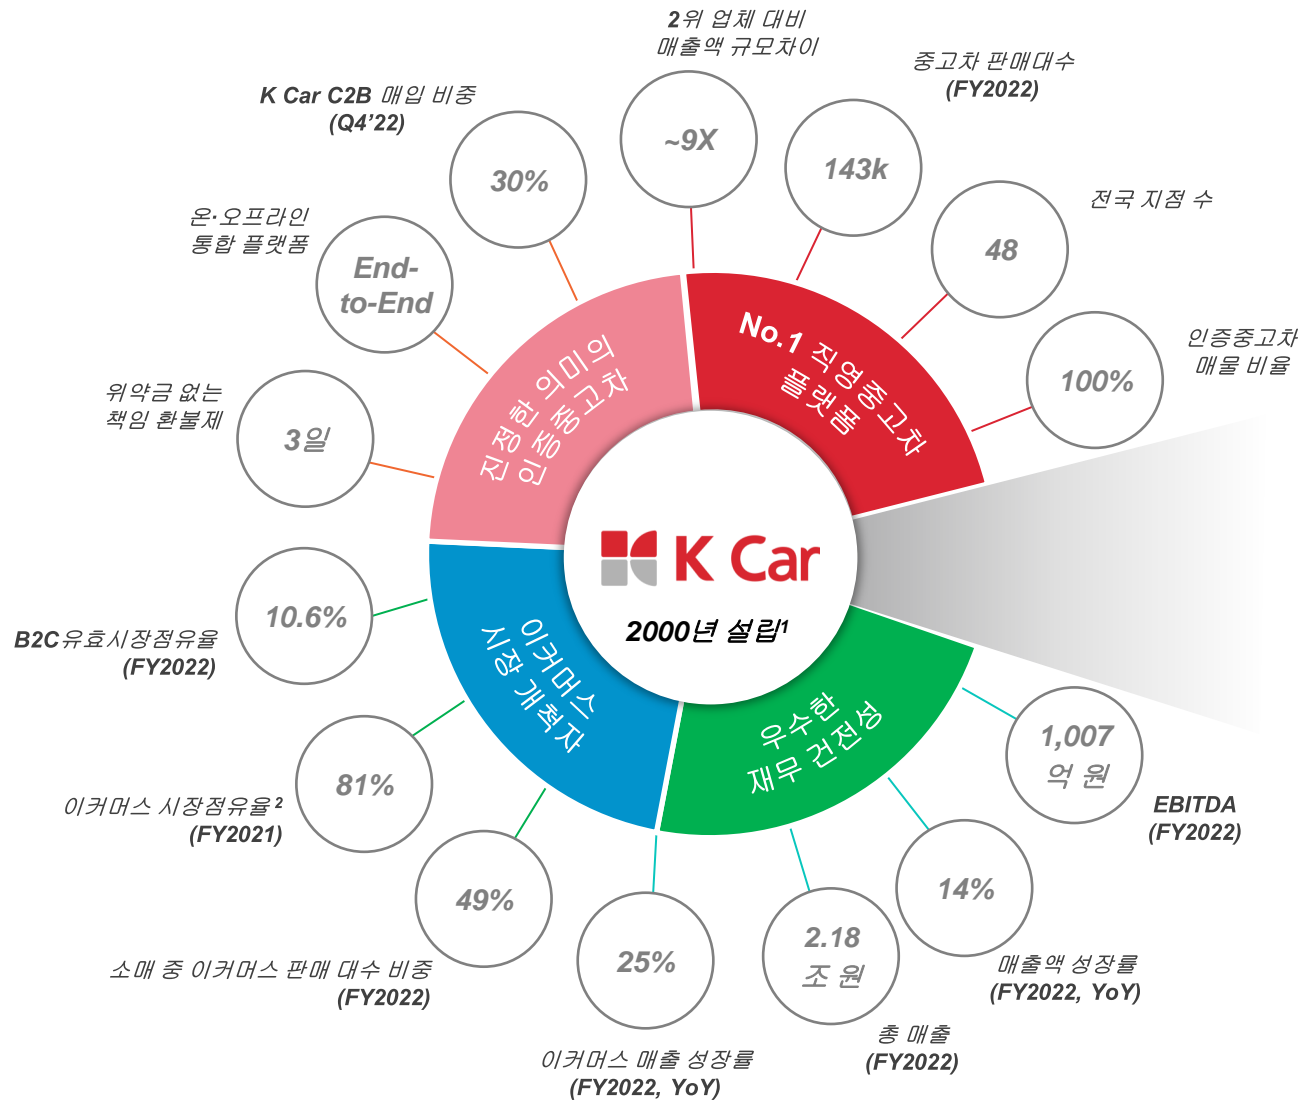 2위 업체 대비
매출액 규모차이
~9X
중고차 판매대수
(FY2022)
143k
전국 지점 수
48
인증중고차
매물 비율
100%
K Car C2B 매입 비중
(Q4’22)
30%
온·오프라인
통합 플랫폼
End-
to-End
위약금 없는
책임 환불제
3일
No.1 직영중고차
플랫폼
진정한 의미의
인증중고차
K Car
2000년 설립¹
이커머스
시장 개척자
우수한
재무 건전성
10.6%
B2C유효시장점유율
(FY2022)
81%
이커머스 시장점유율²
(FY2021)
49%
소매 중 이커머스 판매 대수 비중
(FY2022)
25%
이커머스 매출 성장률
(FY2022, YoY)
2.18
조 원
총 매출
(FY2022)
14%
매출액 성장률
(FY2022, YoY)
1,007
억 원
EBITDA
(FY2022)